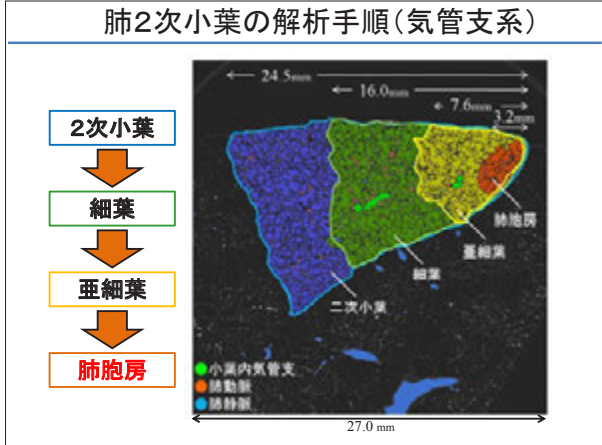 肺2次小葉の解析手順(気管支系)
2次小葉
細葉
亜細葉
肺胞房
24.5mm
16.0mm
7.6mm
3.2mm
肺胞房
亜細葉
細葉
二次小葉
小葉内気管支
肺動脈
肺静脈
27.0 mm